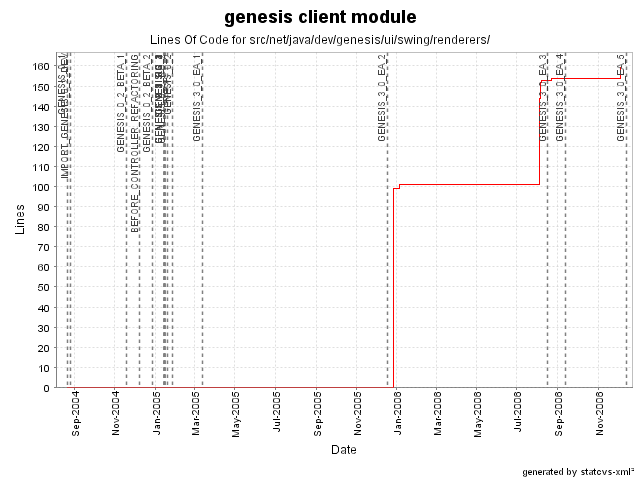 genesis client module
Lines Of Code for src/net/java/dev/genesis/ui/swing/renderers/
Lines
160
150
140
130
120
110
100
90
80
70
60
50
40
30
20
10
0
GENESIS_0_2_BETA_1
BEFORE_CONTROLLER_REFACTORING
GENESIS_0_2_BETA_2
GENESIS_3_0_EA_1
GENESIS_3_0_EA_2
GENESIS_3_0_EA_3
GENESIS_3_0_EA_4
GENESIS_3_0_EA_5
Sep-2004
Nov-2004
Jan-2005
Mar-2005
May-2005
Jul-2005
Sep-2005
Nov-2005
Jan-2006
Mar-2006
May-2006
Jul-2006
Sep-2006
Nov-2006
Date
generated by statcvs-xml²